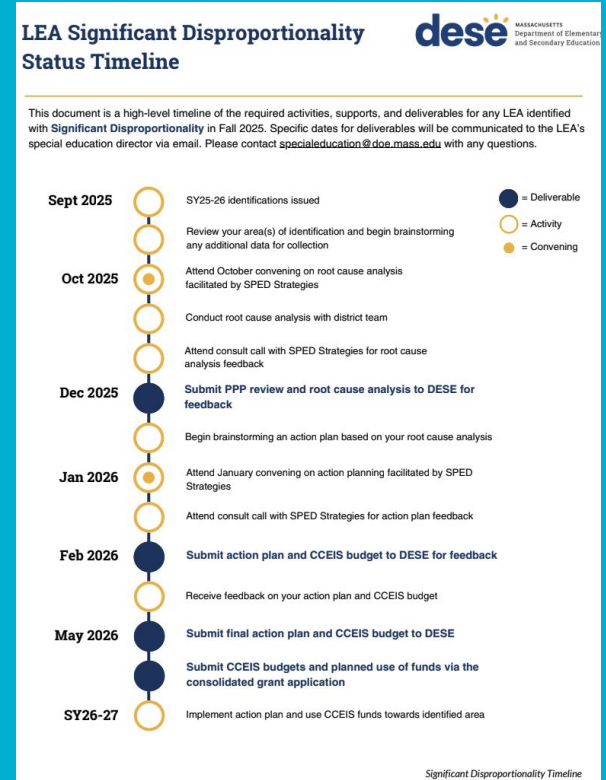 LEA Significant Disproportionality
Status Timeline
dese
MASSACHUSETTS
Department of Elementary
and Secondary Education
This document is a high-level timeline of the required activities, supports, and deliverables for any LEA identified
with Significant Disproportionality in Fall 2025. Specific dates for deliverables will be communicated to the LEA's
special education director via email. Please contact specialeducation@doe.mass.edu with any questions.
= Deliverable
= Activity
= Convening
Sept 2025
SY25-26 identifications issued
Review your area(s) of identification and begin brainstorming
any additional data for collection
Oct 2025
Attend October convening on root cause analysis
facilitated by SPED Strategies
Conduct root cause analysis with district team
Attend consult call with SPED Strategies for root cause
analysis feedback
Dec 2025
Submit PPP review and root cause analysis to DESE for
feedback
Begin brainstorming an action plan based on your root cause analysis
Jan 2026
Attend January convening on action planning facilitated by SPED
Strategies
Attend consult call with SPED Strategies for action plan feedback
Feb 2026
Submit action plan and CCEIS budget to DESE for feedback
Receive feedback on your action plan and CCEIS budget
May 2026
Submit final action plan and CCEIS budget to DESE
Submit CCEIS budgets and planned use of funds via the
consolidated grant application
SY26-27
Implement action plan and use CCEIS funds towards identified area
Significant Disproportionality Timeline